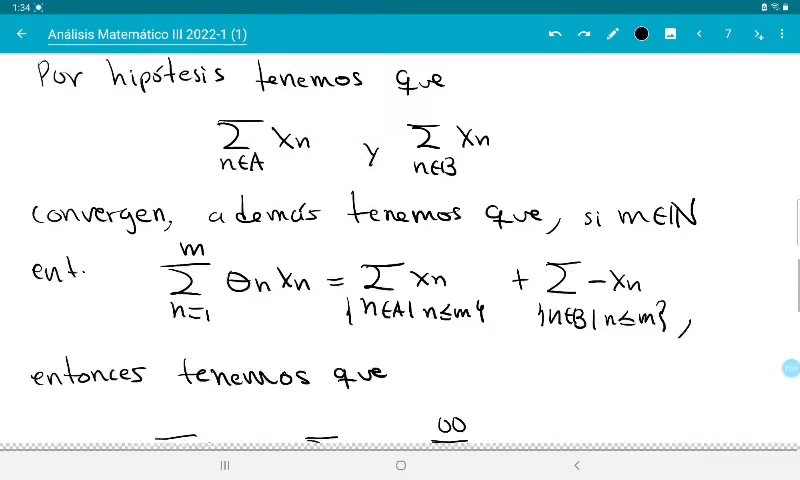 1:34
Análisis Matemático III 2022-1 (1)
7
Por hipótesis tenemos que
∑_{n∈A} Xn y ∑_{n∈B} Xn
convergen, además tenemos que, si m∈ℕ
ent. ∑_{n=1}^{m} θn Xn = ∑_{{n∈A | n≤m}} Xn + ∑_{{n∈B | n≤m}} -Xn,
entonces tenemos que
∞